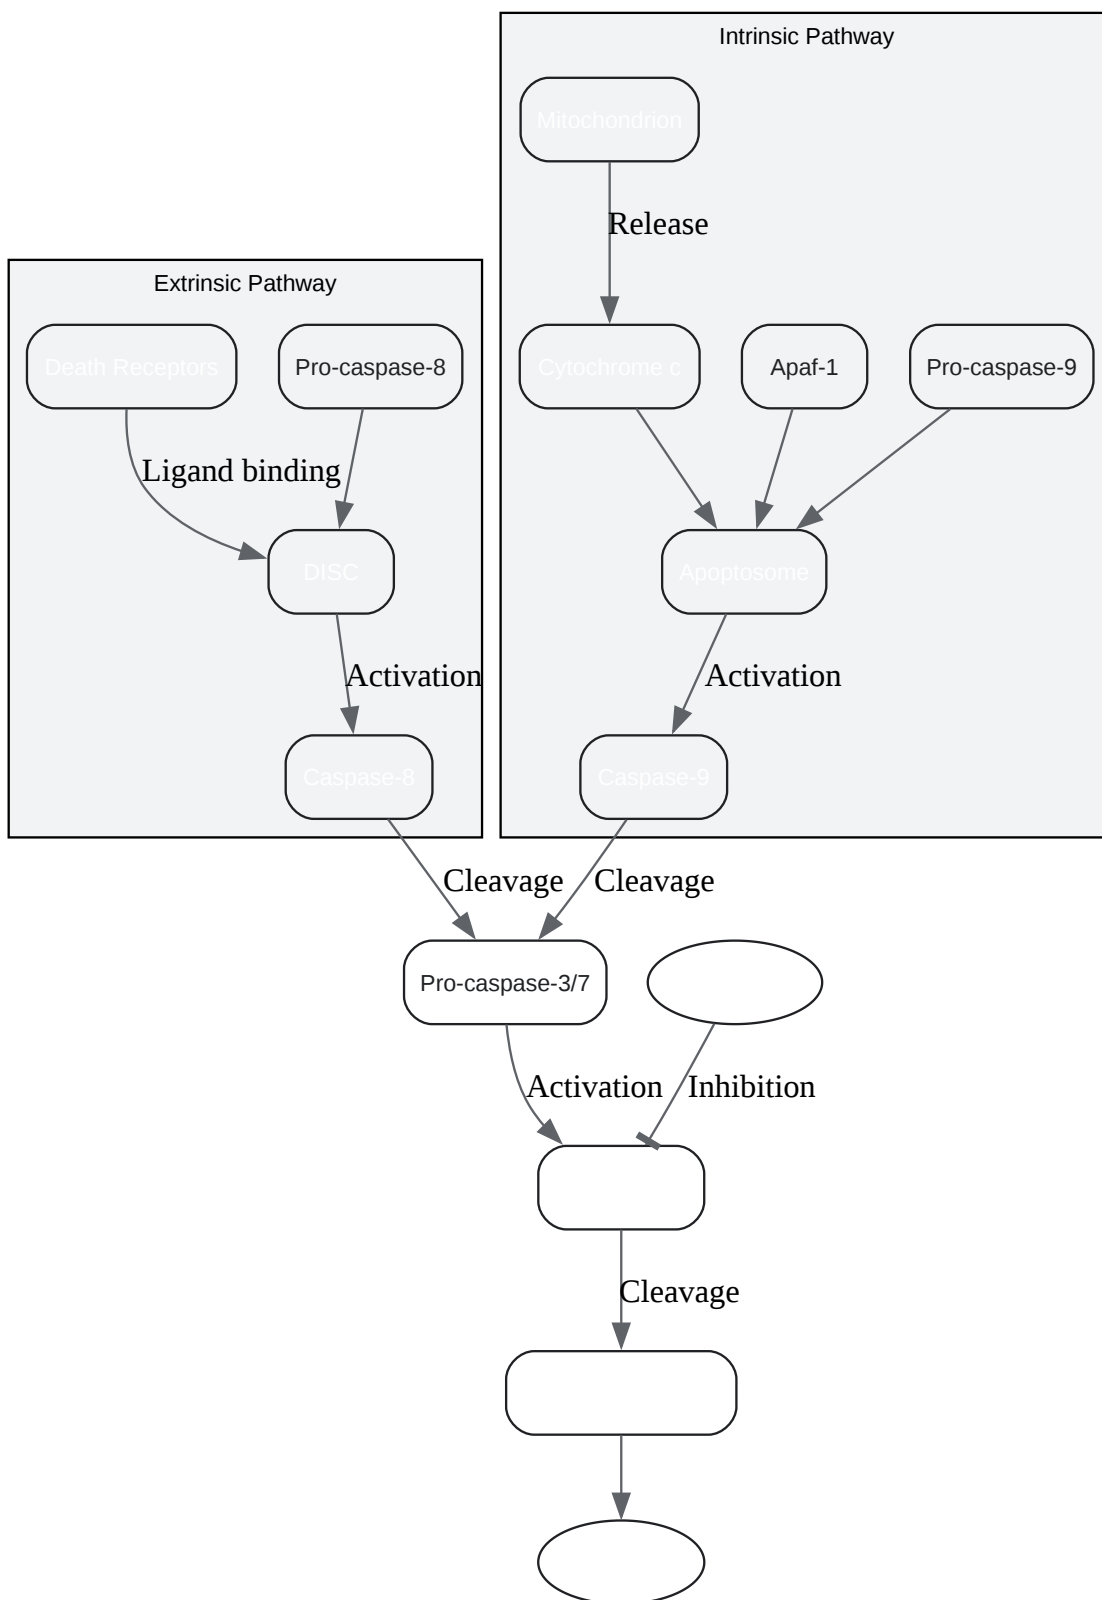 Intrinsic Pathway
Mitochondrion
Release
Extrinsic Pathway
Death Receptors
Pro-caspase-8
Cytochrome c
Apaf-1
Pro-caspase-9
Ligand binding
DISC
Apoptosome
Activation
Activation
Caspase-8
Caspase-9
Cleavage
Cleavage
Pro-caspase-3/7
Activation
Inhibition
Cleavage